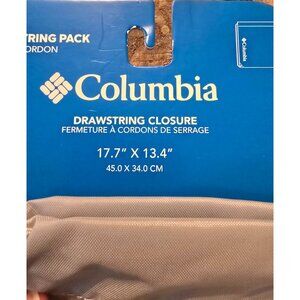 TRING PACK
ORDON
Columbia
DRAWSTRING CLOSURE
FERMETURE À CORDONS DE SERRAGE
17.7" X 13.4"
45.0 X 34.0 CM